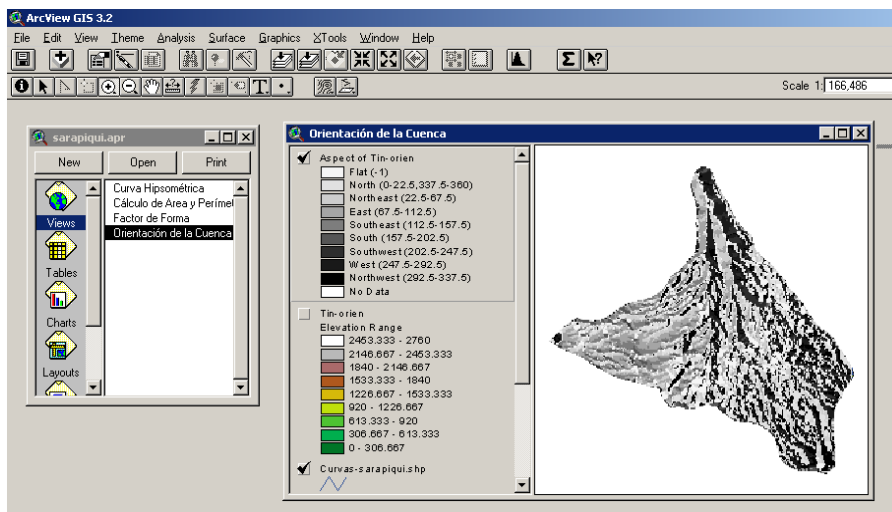 ArcView GIS 3.2
File Edit View Theme Analysis Surface Graphics XTools Window Help
Scale 1: 166,486
sarapiqui.apr
New Open Print
Views
Tables
Charts
Layouts
Curva Hipsométrica
Cálculo de Area y Períme
Factor de Forma
Orientación de la Cuenca
Orientación de la Cuenca
Aspect of Tin-orien
Flat (-1)
North (0-22.5,337.5-360)
Northeast (22.5-67.5)
East (67.5-112.5)
Southeast (112.5-157.5)
South (157.5-202.5)
Southwest (202.5-247.5)
West (247.5-292.5)
Northwest (292.5-337.5)
No Data
Tin-orien
Elevation Range
2453.333 - 2760
2146.667 - 2453.333
1840 - 2146.667
1533.333 - 1840
1226.667 - 1533.333
920 - 1226.667
613.333 - 920
306.667 - 613.333
0 - 306.667
Curvas-sarapiqui.shp